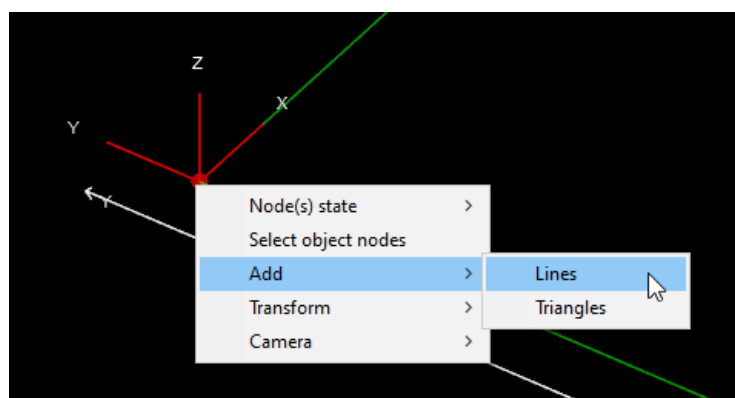 Z
X
Y
Y
Node(s) state
Select object nodes
Add
Lines
Transform
Triangles
Camera